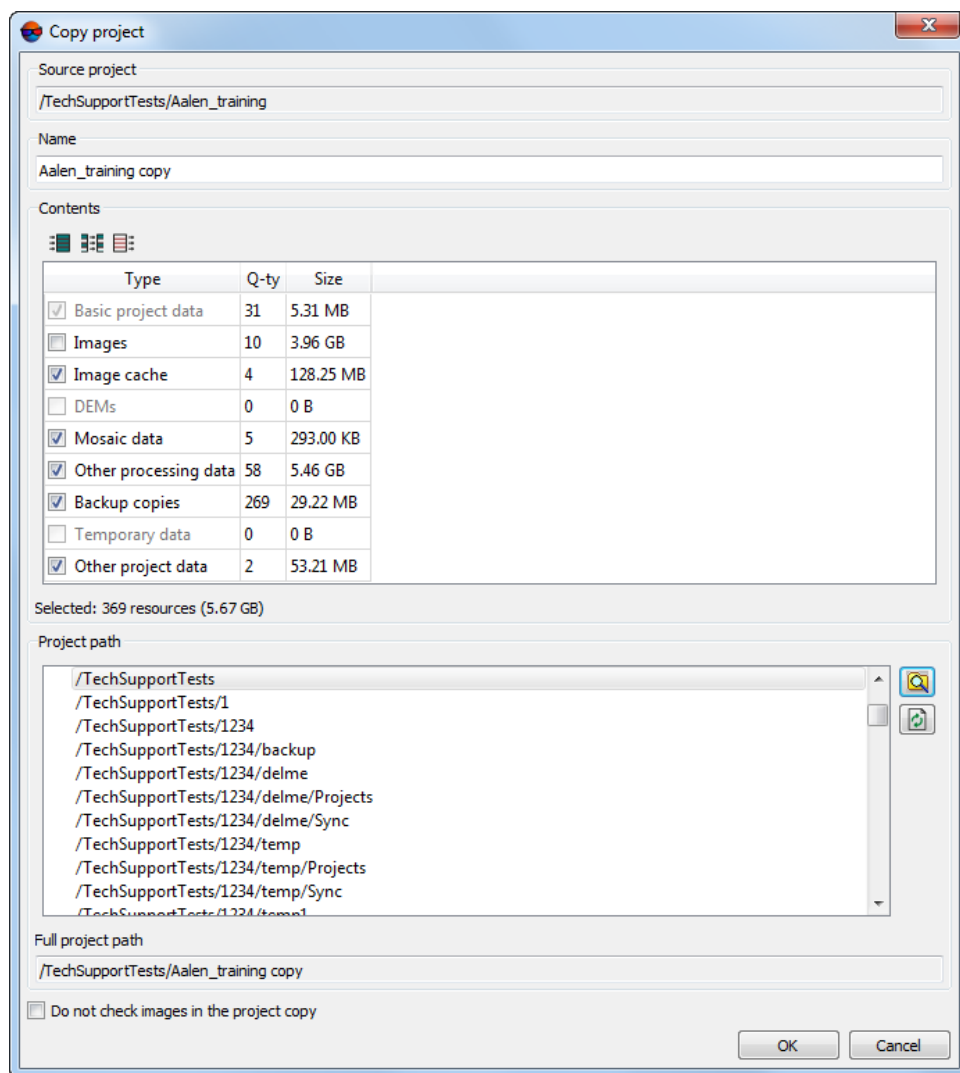 Copy project
Source project
/TechSupportTests/Aalen_training
Name
Aalen_training copy
Contents
Type Q-ty Size
Basic project data 31 5.31 MB
Images 10 3.96 GB
Image cache 4 128.25 MB
DEMs 0 0 B
Mosaic data 5 293.00 KB
Other processing data 58 5.46 GB
Backup copies 269 29.22 MB
Temporary data 0 0 B
Other project data 2 53.21 MB
Selected: 369 resources (5.67 GB)
Project path
/TechSupportTests
/TechSupportTests/1
/TechSupportTests/1234
/TechSupportTests/1234/backup
/TechSupportTests/1234/delme
/TechSupportTests/1234/delme/Projects
/TechSupportTests/1234/delme/Sync
/TechSupportTests/1234/temp
/TechSupportTests/1234/temp/Projects
/TechSupportTests/1234/temp/Sync
/TechSupportTests/1234/temp1
Full project path
/TechSupportTests/Aalen_training copy
Do not check images in the project copy
OK Cancel